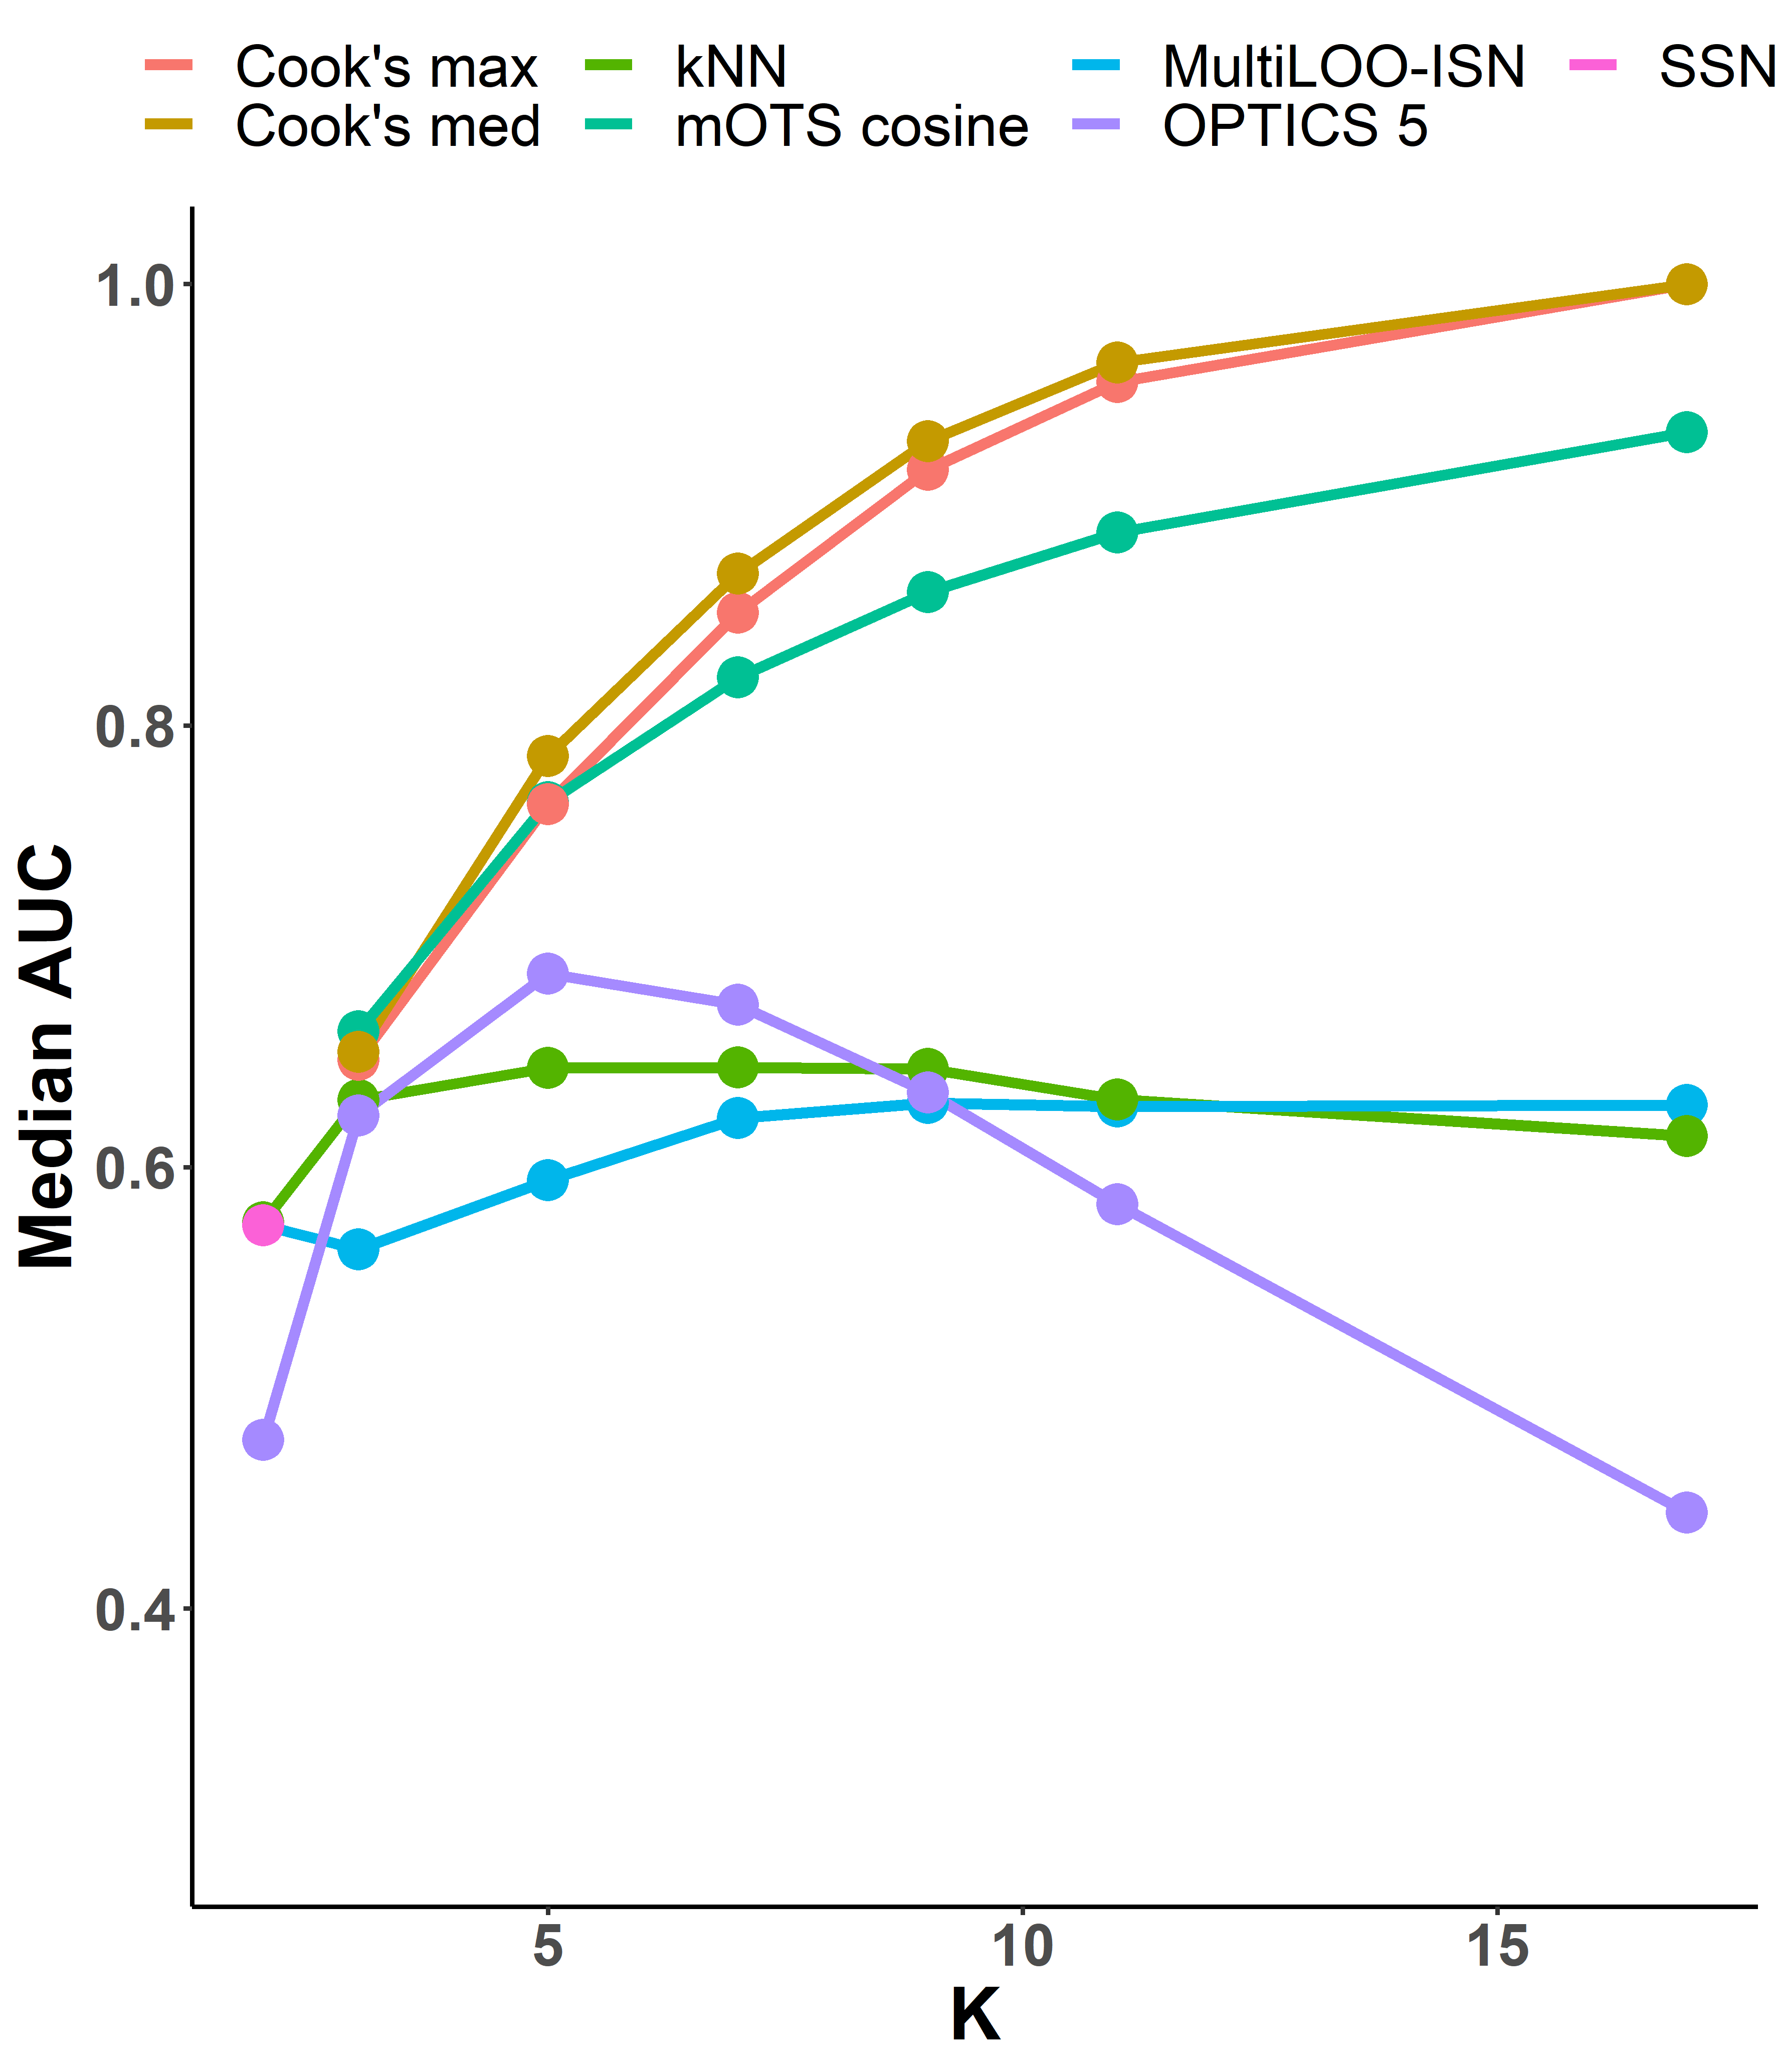 Cook's max kNN MultiLOO-ISN SSN
Cook's med mOTS cosine OPTICS 5
1.0
0.8
0.6
0.4
Median AUC
5 10 15
K